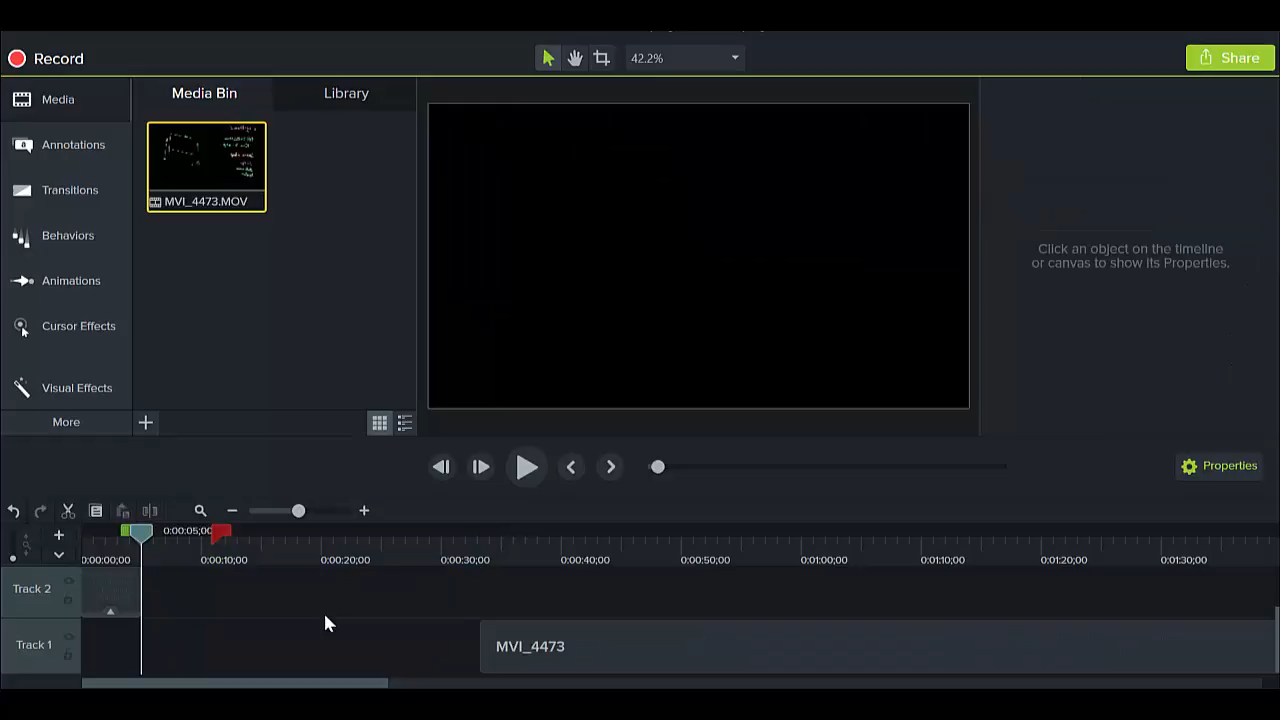 Record
42.2%
Share
Media
Media Bin
Library
Annotations
Transitions
Behaviors
Animations
Cursor Effects
Visual Effects
More
MVI_4473.MOV
Click an object on the timeline
or canvas to show its Properties.
Properties
0:00:05;00
0:00:00;00
0:00:10;00
0:00:20;00
0:00:30;00
0:00:40;00
0:00:50;00
0:01:00;00
0:01:10;00
0:01:20;00
0:01:30;00
Track 2
Track 1
MVI_4473